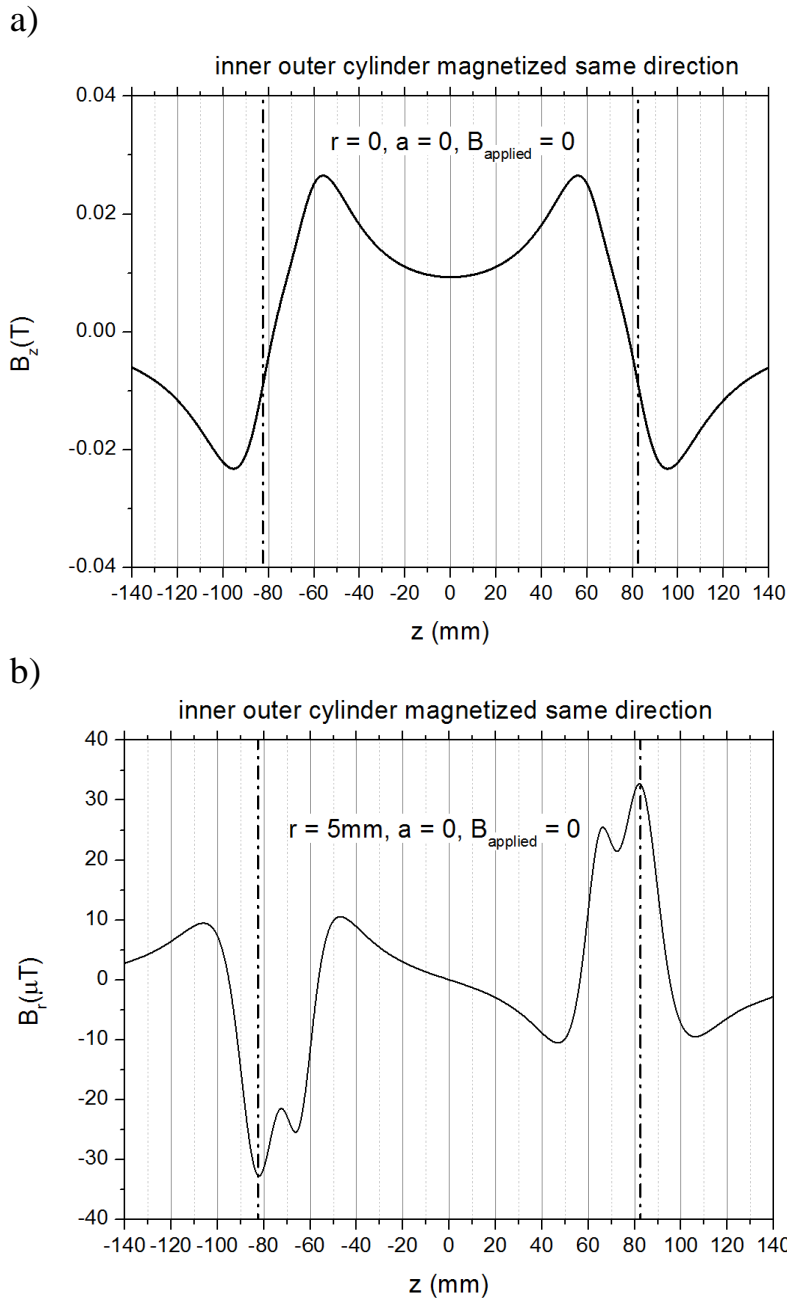 a)
inner outer cylinder magnetized same direction
r = 0, a = 0, B_applied = 0
0.04
0.02
0.00
-0.02
-0.04
B_z(T)
-140 -120 -100 -80 -60 -40 -20 0 20 40 60 80 100 120 140
z (mm)
b)
inner outer cylinder magnetized same direction
r = 5mm, a = 0, B_applied = 0
40
30
20
10
0
-10
-20
-30
-40
B_r(μT)
-140 -120 -100 -80 -60 -40 -20 0 20 40 60 80 100 120 140
z (mm)